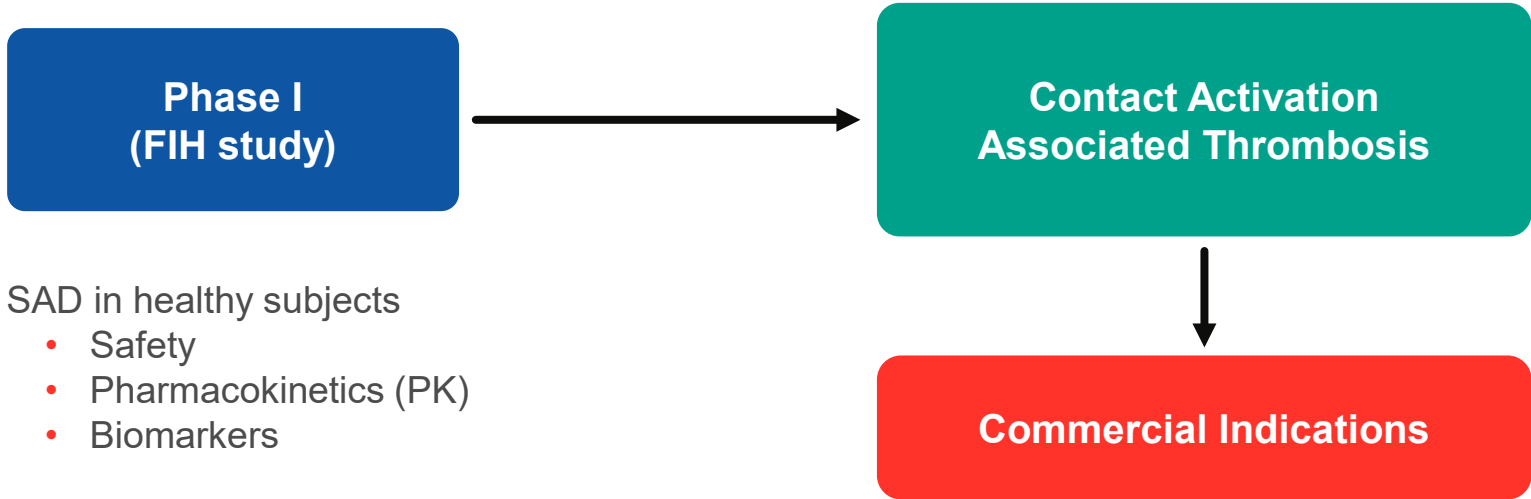 Phase I
(FIH study)
Contact Activation
Associated Thrombosis
SAD in healthy subjects
• Safety
• Pharmacokinetics (PK)
• Biomarkers
Commercial Indications